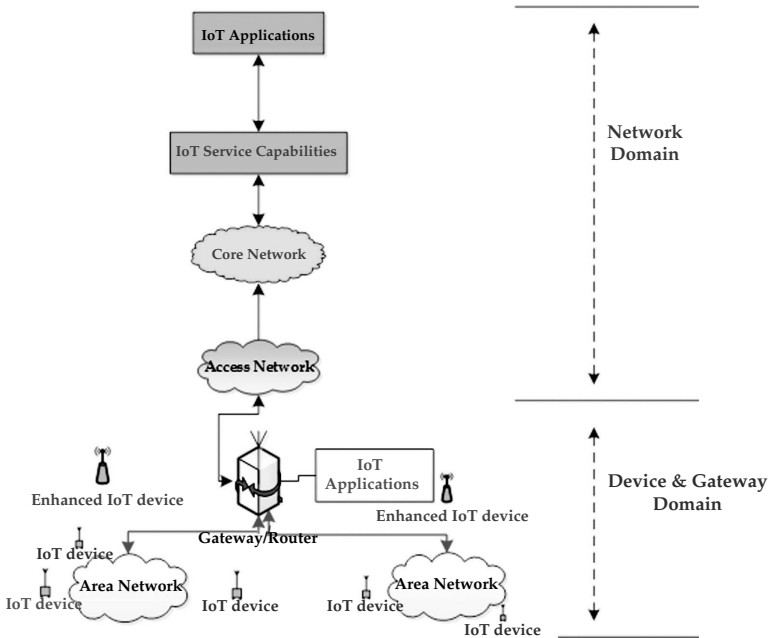 IoT Applications
IoT Service Capabilities
Network
Domain
Core Network
Access Network
IoT
Applications
Device & Gateway
Domain
Enhanced IoT device
Enhanced IoT device
Gateway/Router
IoT device
Area Network
IoT device
IoT device
Area Network
IoT device
IoT device